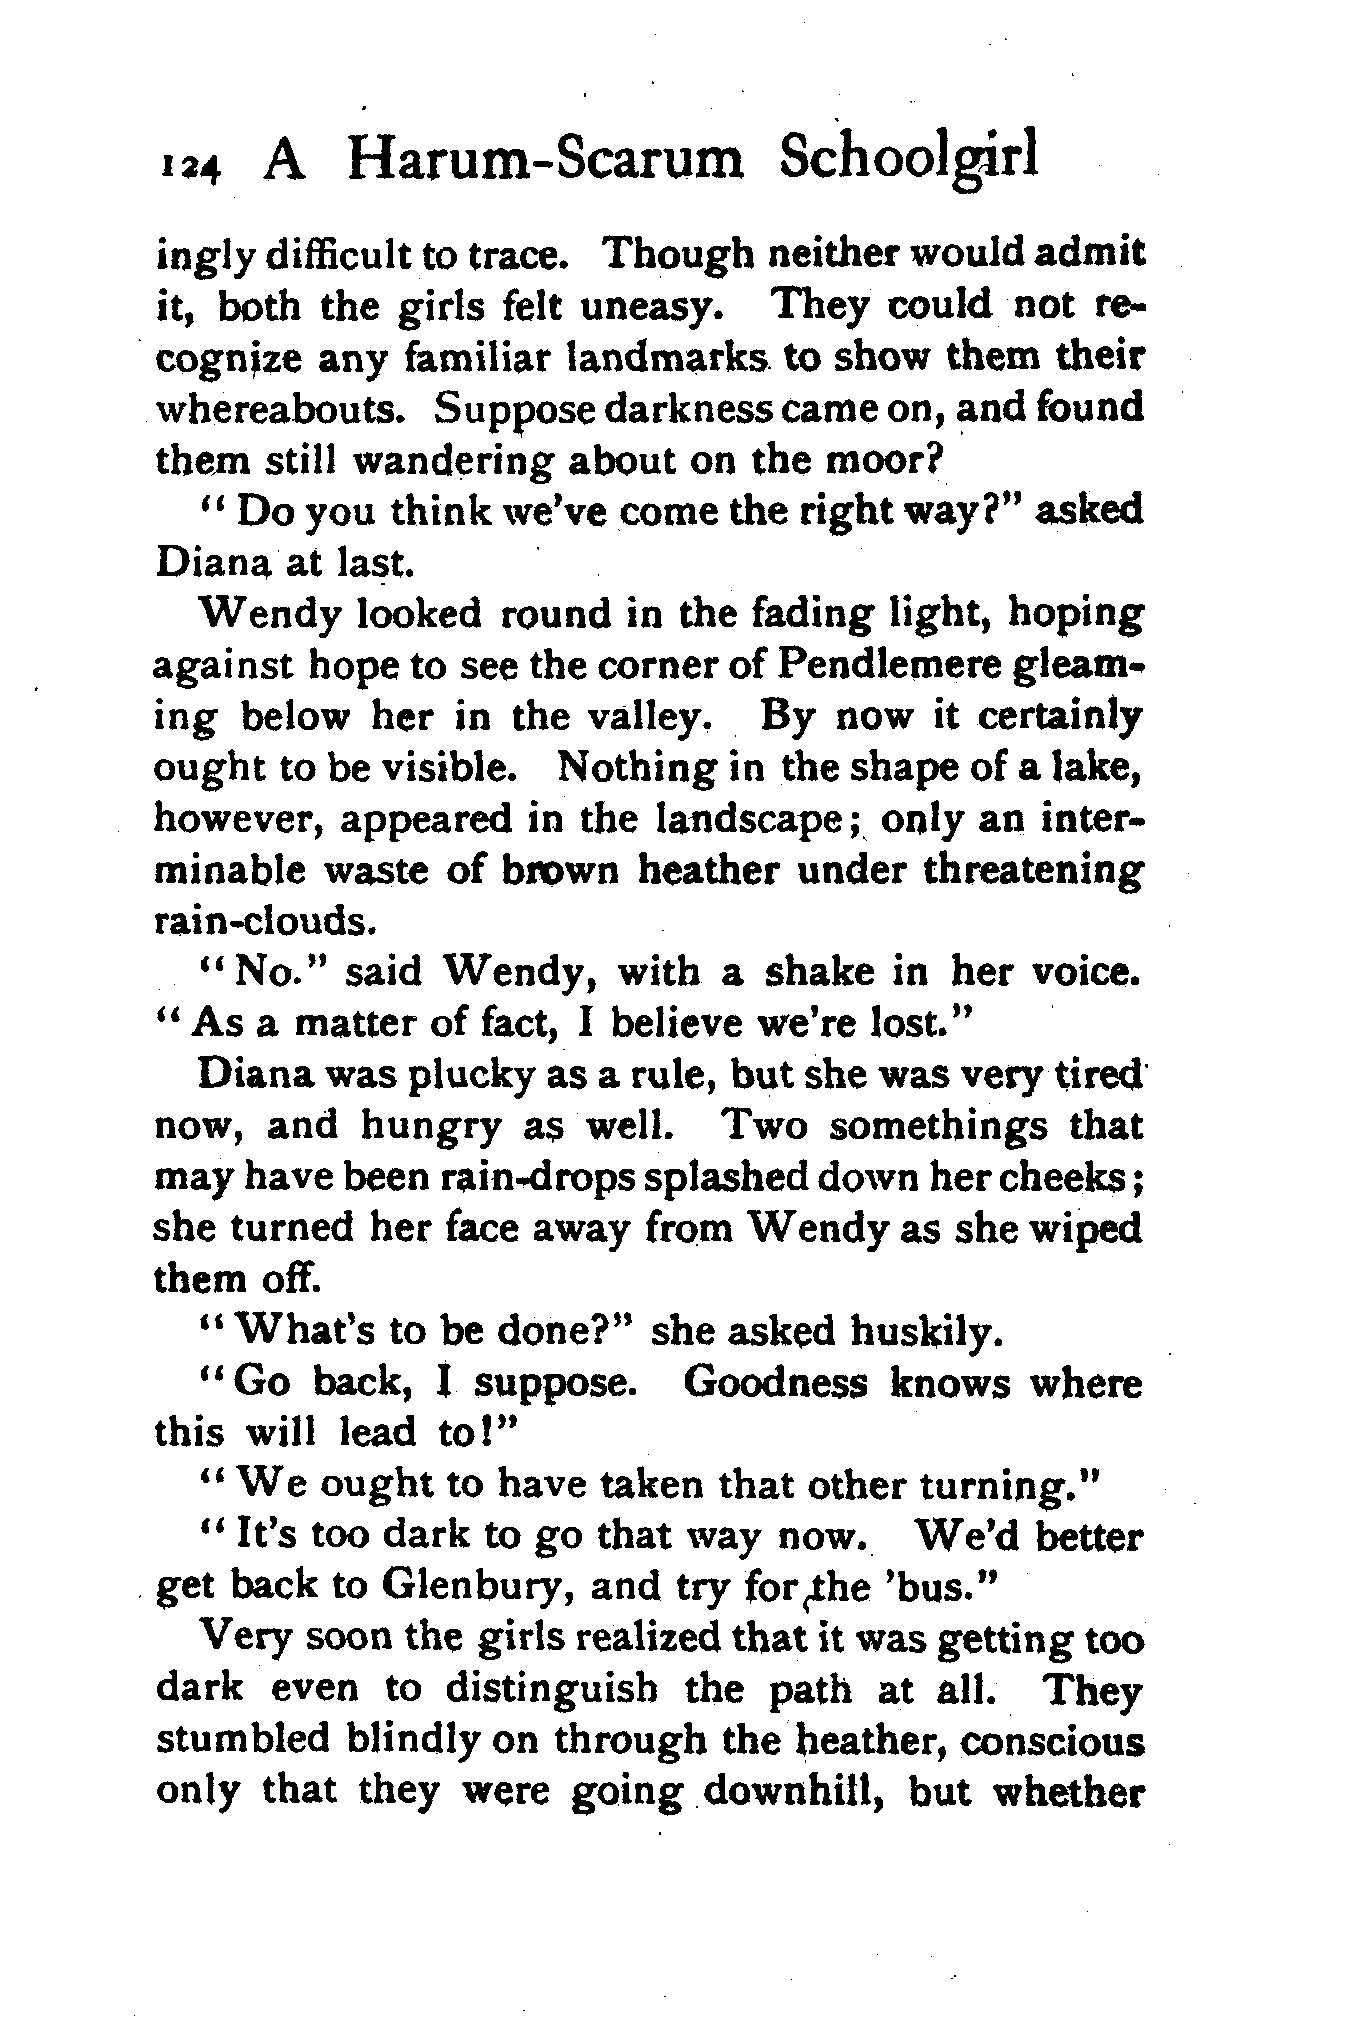 124 A Harum-Scarum Schoolgirl
ingly difficult to trace. Though neither would admit
it, both the girls felt uneasy. They could not re-
cognize any familiar landmarks to show them their
whereabouts. Suppose darkness came on, and found
them still wandering about on the moor?
"Do you think we've come the right way?" asked
Diana at last.
Wendy looked round in the fading light, hoping
against hope to see the corner of Pendlemere gleam-
ing below her in the valley. By now it certainly
ought to be visible. Nothing in the shape of a lake,
however, appeared in the landscape; only an inter-
minable waste of brown heather under threatening
rain-clouds.
"No." said Wendy, with a shake in her voice.
"As a matter of fact, I believe we're lost."
Diana was plucky as a rule, but she was very tired
now, and hungry as well. Two somethings that
may have been rain-drops splashed down her cheeks;
she turned her face away from Wendy as she wiped
them off.
"What's to be done?" she asked huskily.
"Go back, I suppose. Goodness knows where
this will lead to!"
"We ought to have taken that other turning."
"It's too dark to go that way now. We'd better
get back to Glenbury, and try for the 'bus."
Very soon the girls realized that it was getting too
dark even to distinguish the path at all. They
stumbled blindly on through the heather, conscious
only that they were going downhill, but whether